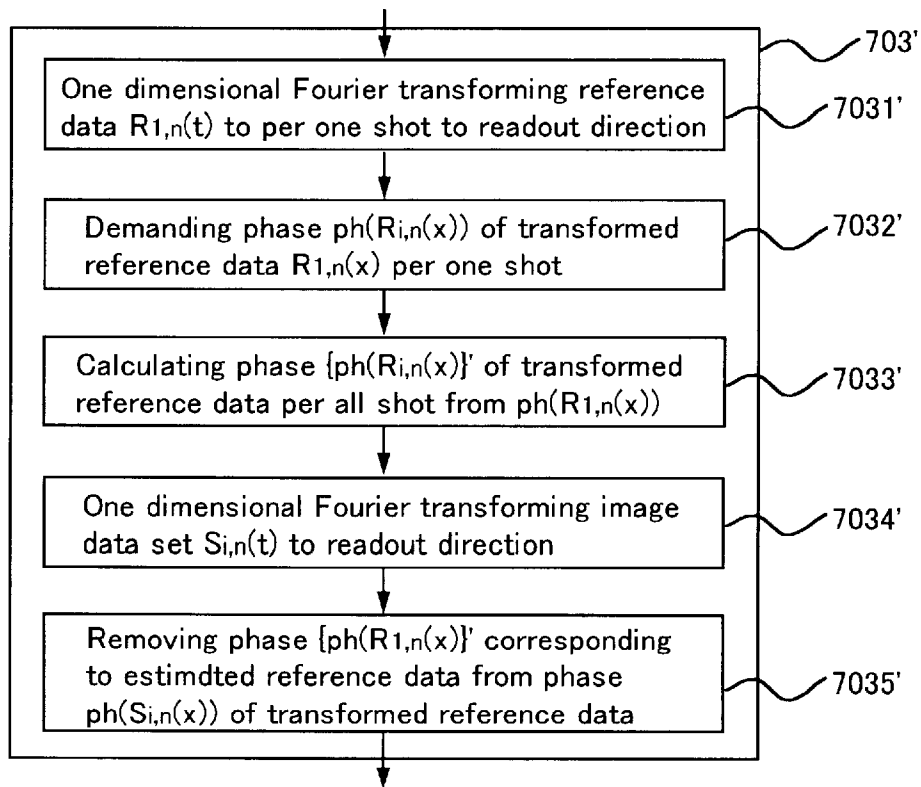 703'
One dimensional Fourier transforming reference
data R1,n(t) to per one shot to readout direction
7031'
Demanding phase ph(Ri,n(x)) of transformed
reference data R1,n(x) per one shot
7032'
Calculating phase {ph(Ri,n(x)}' of transformed
reference data per all shot from ph(R1,n(x))
7033'
One dimensional Fourier transforming image
data set Si,n(t) to readout direction
7034'
Removing phase {ph(R1,n(x)}' corresponding
to estimdted reference data from phase
ph(Si,n(x)) of transformed reference data
7035'